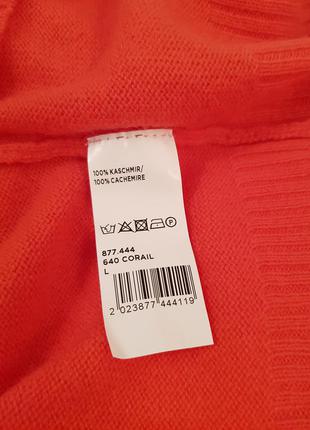 100% KASCHMIR/
100% CACHEMIRE
P
877.444
640 CORAIL
L
2 023877 444119